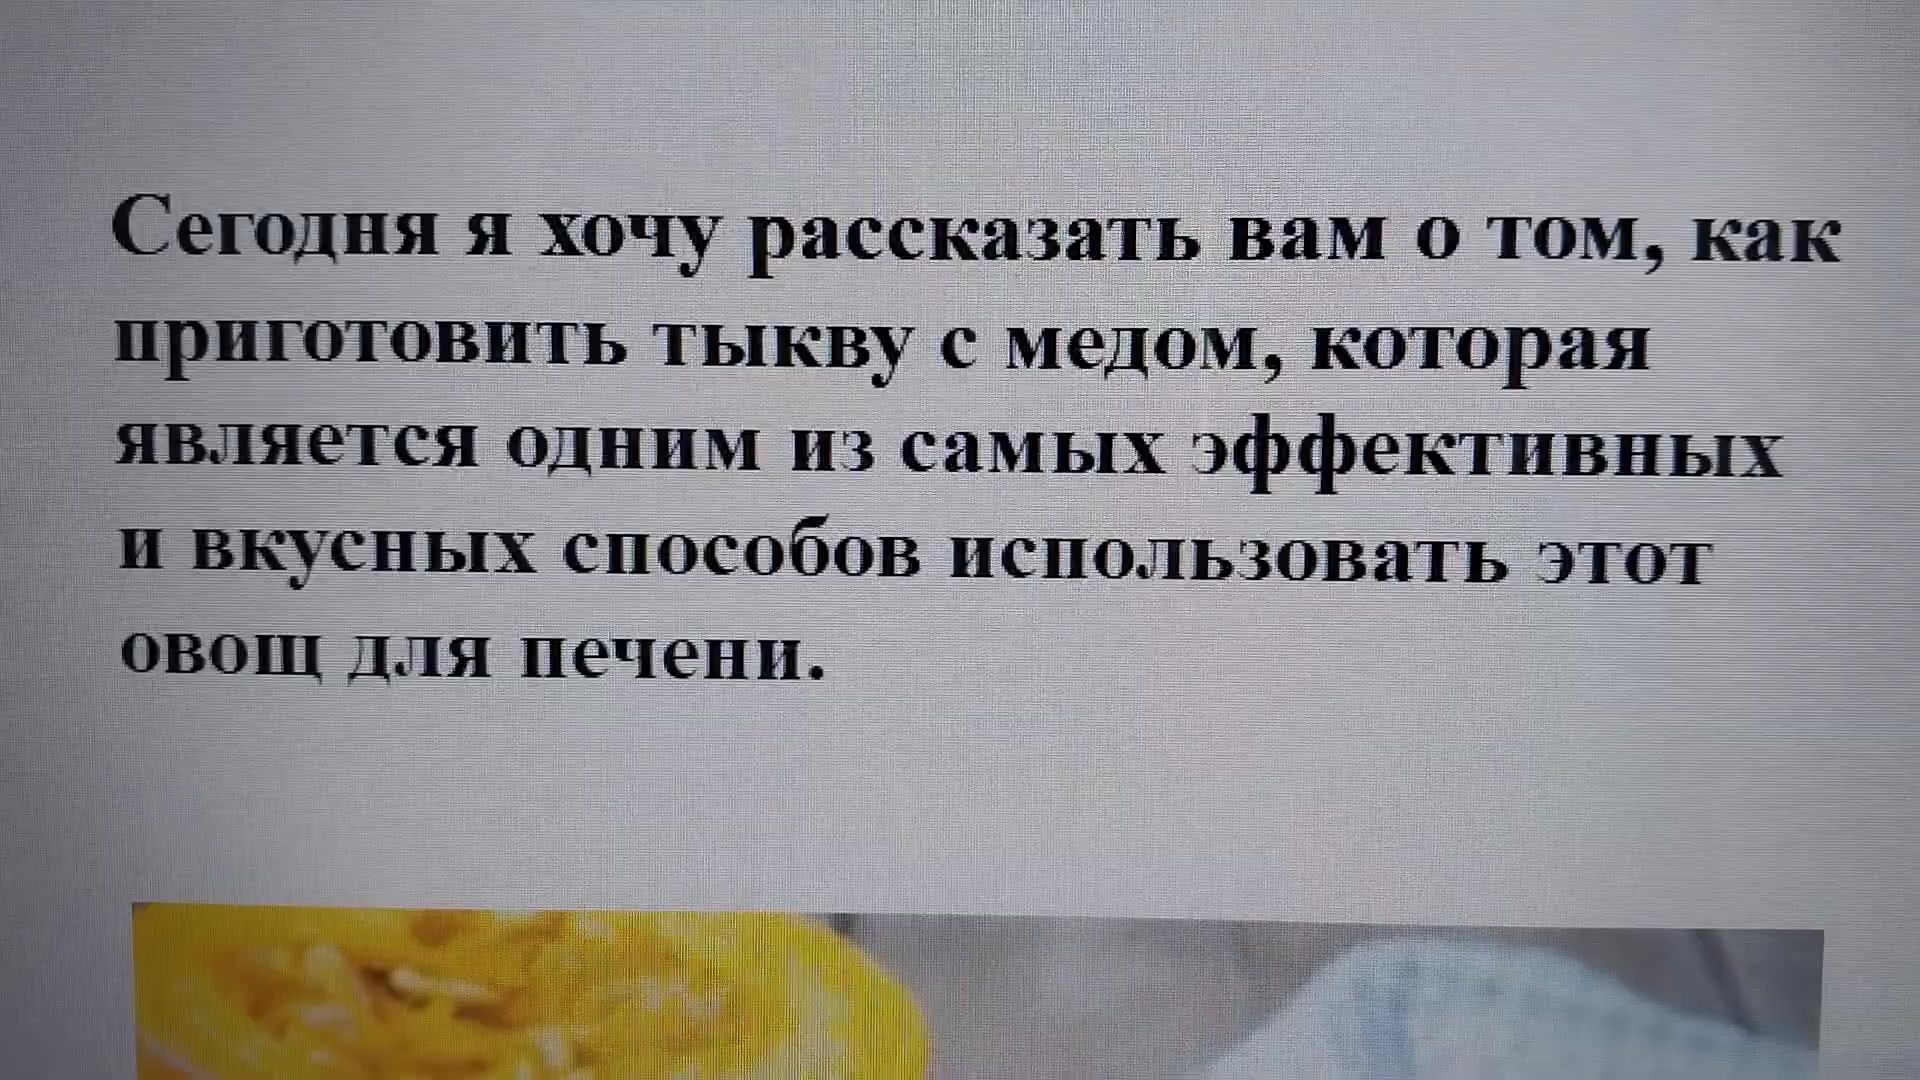 Сегодня я хочу рассказать вам о том, как
приготовить тыкву с медом, которая
является одним из самых эффективных
и вкусных способов использовать этот
овощ для печени.